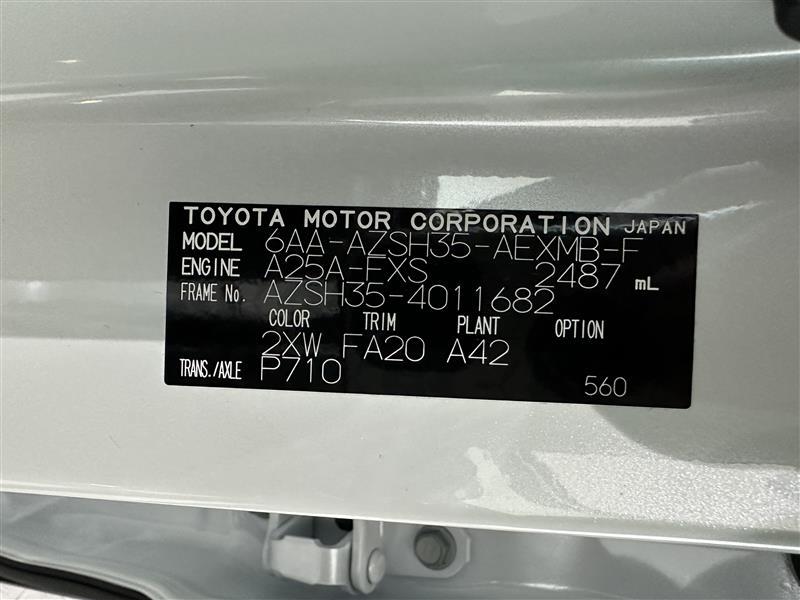 TOYOTA MOTOR CORPORATION JAPAN
MODEL 6AA-AZSH35-AEXMB-F
ENGINE A25A-FXS 2487 mL
FRAME No. AZSH35-4011682
COLOR TRIM PLANT OPTION
2XW FA20 A42
TRANS./AXLE P710
560